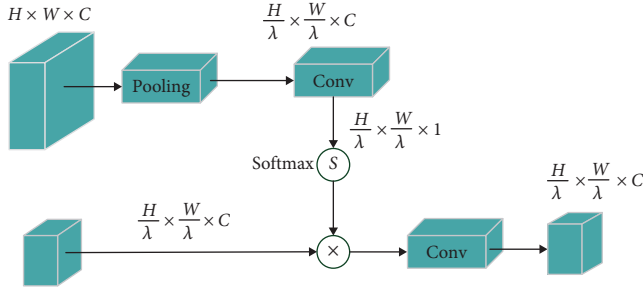 H × W × C
H/λ × W/λ × C
Pooling
Conv
H/λ × W/λ × 1
Softmax
S
H/λ × W/λ × C
H/λ × W/λ × C
×
Conv